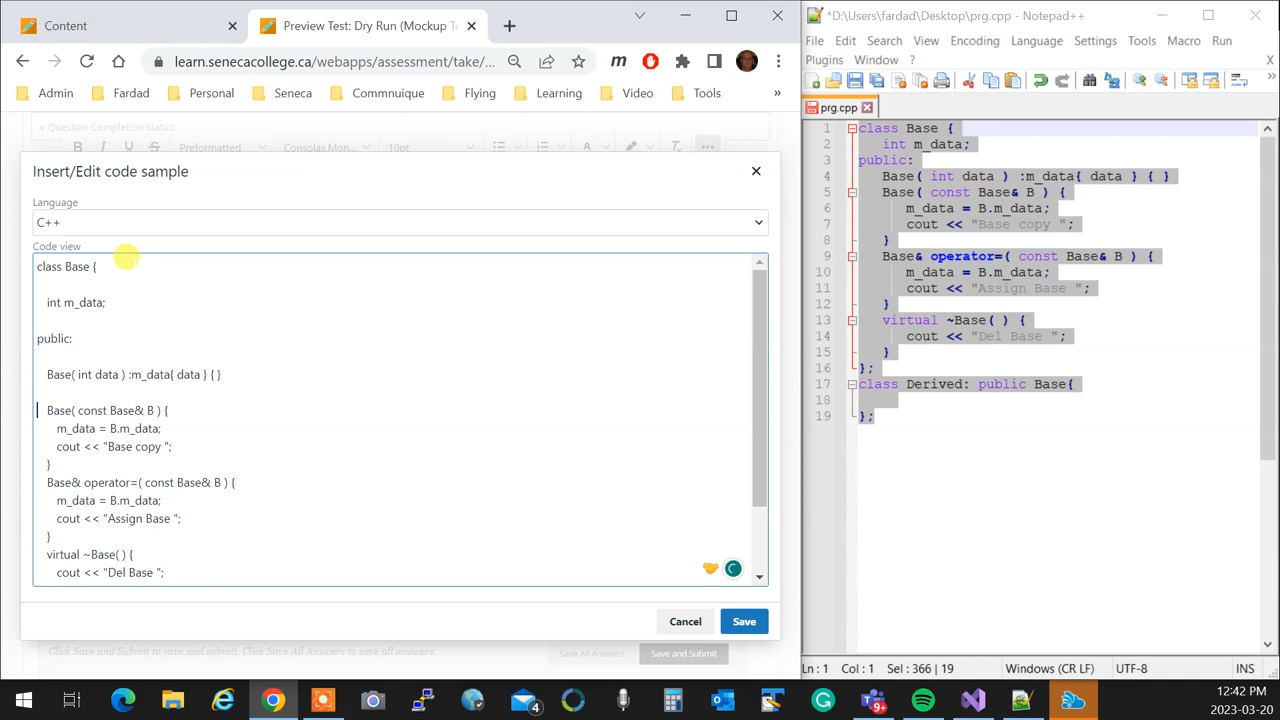 Content
Preview Test: Dry Run (Mockup Te
learn.senecacollege.ca/webapps/assessment/take/...
Admin
Personal
Seneca
Commnuique
Flying
Learning
Video
Tools
»
« Question Completion Status:
B I U S Preformatted Consolas,Mon... 10pt
Insert/Edit code sample
Language
C++
Code view
class Base {
int m_data;
public:
Base( int data ) :m_data{ data } { }
Base( const Base& B ) {
m_data = B.m_data;
cout << "Base copy ";
}
Base& operator=( const Base& B ) {
m_data = B.m_data;
cout << "Assign Base ";
}
virtual ~Base( ) {
cout << "Del Base ";
Cancel
Save
Click Save and Submit to save and submit. Click Save All Answers to save all answers.
Save All Answers
Save and Submit
*D:\Users\fardad\Desktop\prg.cpp - Notepad++
File Edit Search View Encoding Language Settings Tools Macro Run
Plugins Window ? X
prg.cpp
1 class Base {
2 int m_data;
3 public:
4 Base( int data ) :m_data{ data } { }
5 Base( const Base& B ) {
6 m_data = B.m_data;
7 cout << "Base copy ";
8 }
9 Base& operator=( const Base& B ) {
10 m_data = B.m_data;
11 cout << "Assign Base ";
12 }
13 virtual ~Base( ) {
14 cout << "Del Base ";
15 }
16 };
17 class Derived: public Base{
18
19 };
Ln : 1 Col : 1 Sel : 366 | 19 Windows (CR LF) UTF-8 INS
4
9+
12:42 PM
2023-03-20